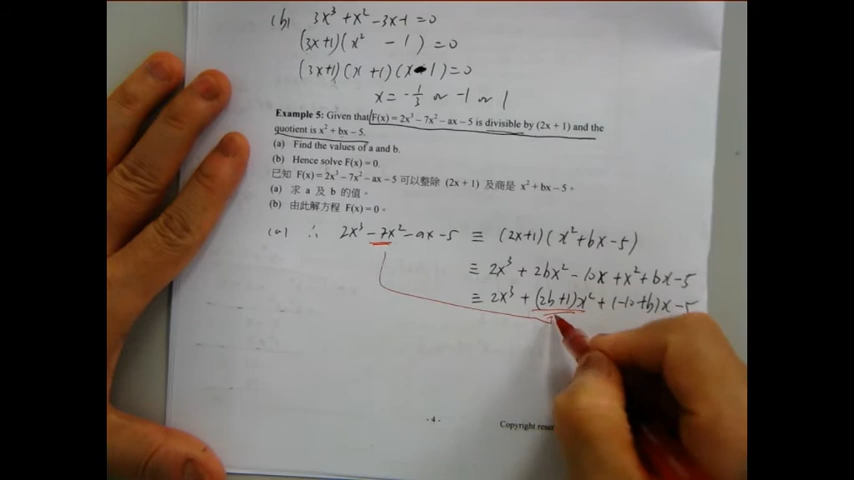 (b) 3x³ + x² - 3x - 1 = 0
(3x+1)(x² - 1) = 0
(3x+1)(x+1)(x-1) = 0
x = -1/3 or -1 or 1
Example 5: Given that F(x) = 2x³ – 7x² – ax – 5 is divisible by (2x + 1) and the
quotient is x² + bx – 5.
(a) Find the values of a and b.
(b) Hence solve F(x) = 0.
已知 F(x) = 2x³ – 7x² – ax – 5 可以整除 (2x + 1) 及商是 x² + bx – 5。
(a) 求 a 及 b 的值。
(b) 由此解方程 F(x) = 0。
(a) ∴ 2x³ - 7x² - ax - 5 ≡ (2x+1)(x² + bx - 5)
≡ 2x³ + 2bx² - 10x + x² + bx - 5
≡ 2x³ + (2b+1)x² + (-10+b)x - 5
- 4 -
Copyright